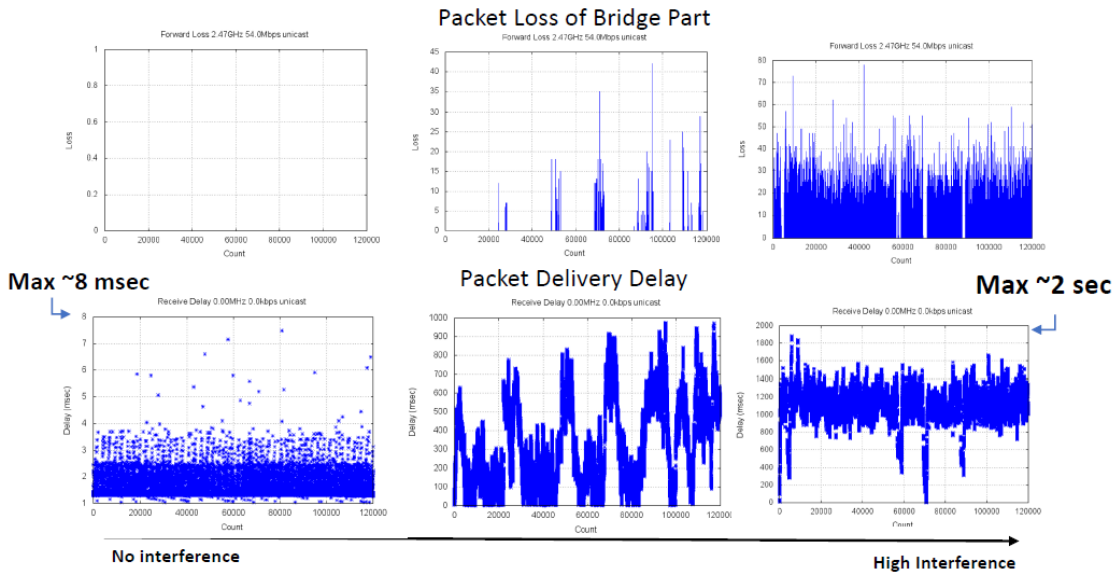 Packet Loss of Bridge Part
Forward Loss 2.47GHz 54.0Mbps unicast
1
0.8
0.6
0.4
0.2
0
Loss
0 20000 40000 60000 80000 100000 120000
Count
Forward Loss 2.47GHz 54.0Mbps unicast
45
40
35
30
25
20
15
10
5
0
Loss
0 20000 40000 60000 80000 100000 120000
Count
Forward Loss 2.47GHz 54.0Mbps unicast
80
70
60
50
40
30
20
10
0
Loss
0 20000 40000 60000 80000 100000 120000
Count
Packet Delivery Delay
Max ~8 msec
Max ~2 sec
Receive Delay 0.00MHz 0.0kbps unicast
8
7
6
5
4
3
2
1
Delay (msec)
0 20000 40000 60000 80000 100000 120000
Count
Receive Delay 0.00MHz 0.0kbps unicast
1000
900
800
700
600
500
400
300
200
100
0
Delay (msec)
0 20000 40000 60000 80000 100000 120000
Count
Receive Delay 0.00MHz 0.0kbps unicast
2000
1800
1600
1400
1200
1000
800
600
400
200
0
Delay (msec)
0 20000 40000 60000 80000 100000 120000
Count
No interference
High Interference